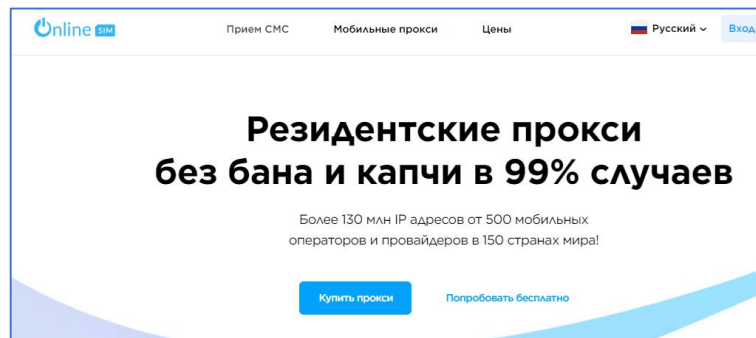 Online SIM
Прием СМС
Мобильные прокси
Цены
Русский
Вход
Резидентские прокси
без бана и капчи в 99% случаев
Более 130 млн IP адресов от 500 мобильных
операторов и провайдеров в 150 странах мира!
Купить прокси
Попробовать бесплатно